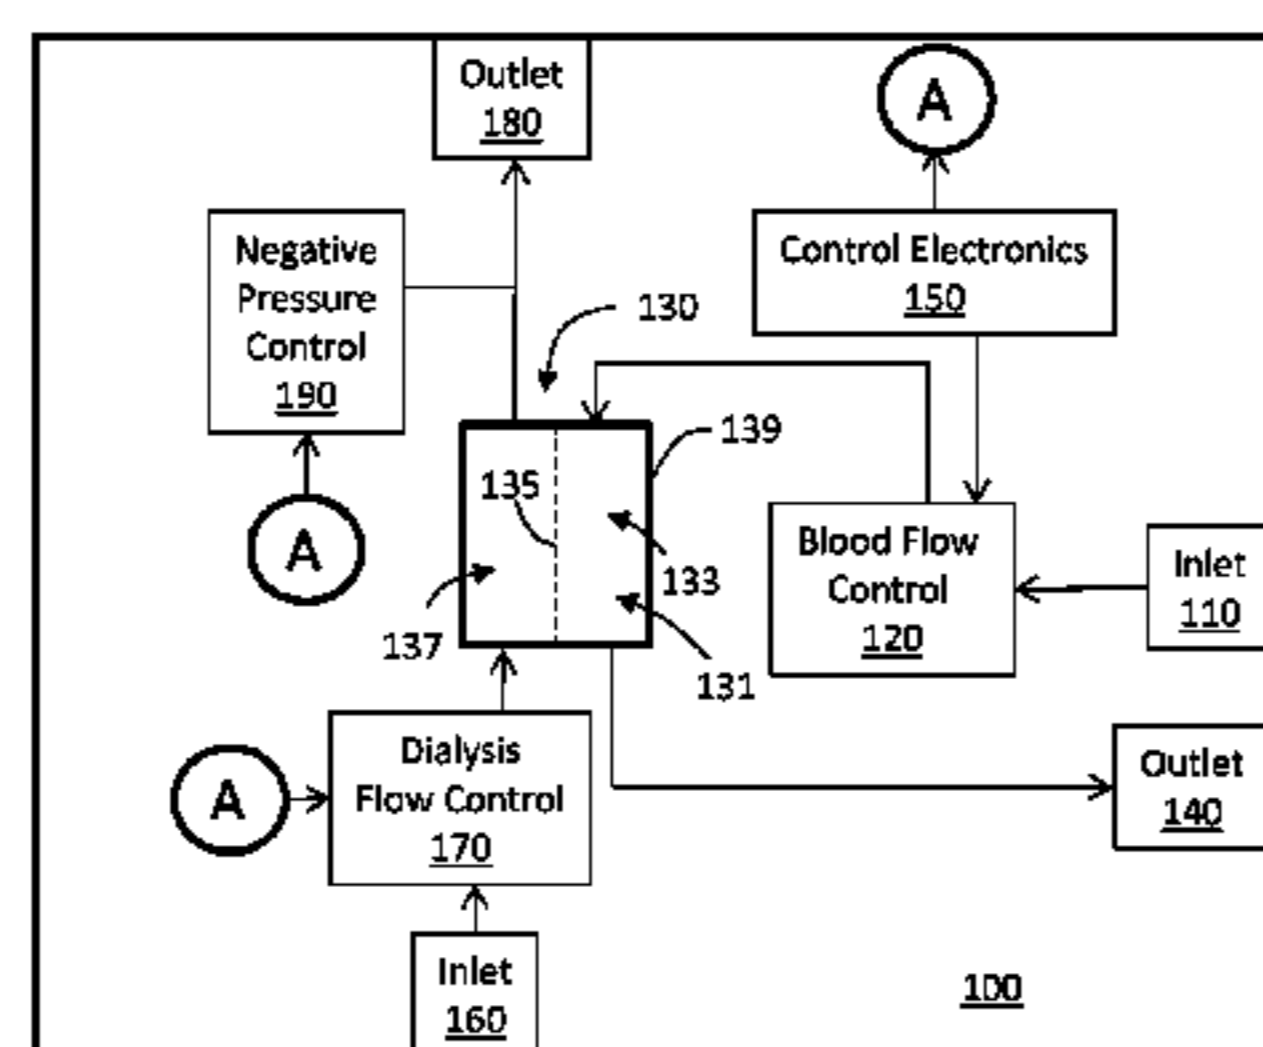 Outlet
180
A
Negative
Pressure
Control
190
Control Electronics
150
130
139
135
133
137
131
A
Blood Flow
Control
120
Inlet
110
Dialysis
Flow Control
170
A
Outlet
140
Inlet
160
100